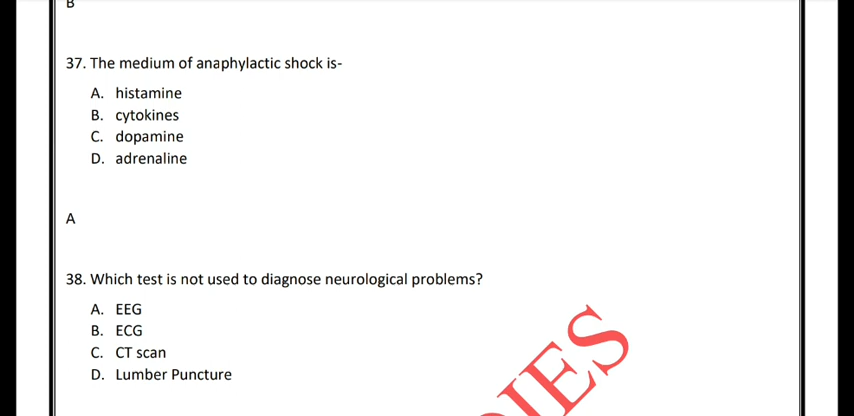 B
37. The medium of anaphylactic shock is-
A. histamine
B. cytokines
C. dopamine
D. adrenaline
A
38. Which test is not used to diagnose neurological problems?
A. EEG
B. ECG
C. CT scan
D. Lumber Puncture
IES